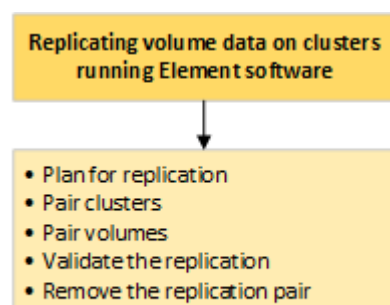 Replicating volume data on clusters
running Element software
• Plan for replication
• Pair clusters
• Pair volumes
• Validate the replication
• Remove the replication pair